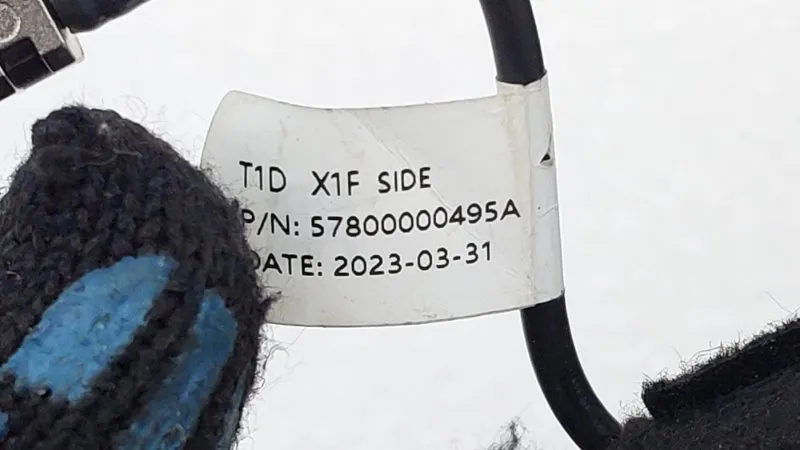 T1D X1F SIDE
P/N: 57800000495A
DATE: 2023-03-31